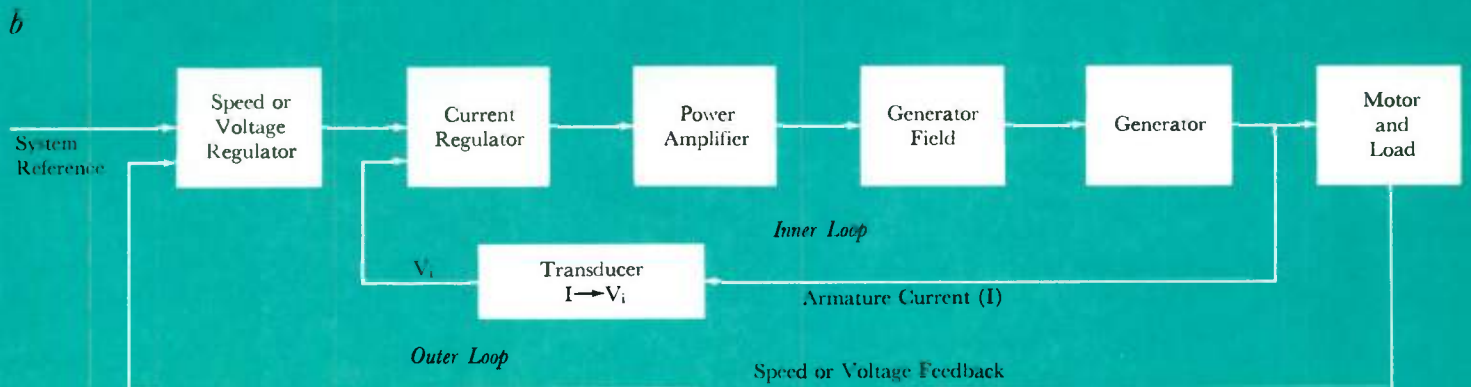 b
System
Reference
Speed or
Voltage
Regulator
Current
Regulator
Power
Amplifier
Generator
Field
Generator
Motor
and
Load
Inner Loop
Vi
Transducer
I→Vi
Armature Current (I)
Outer Loop
Speed or Voltage Feedback